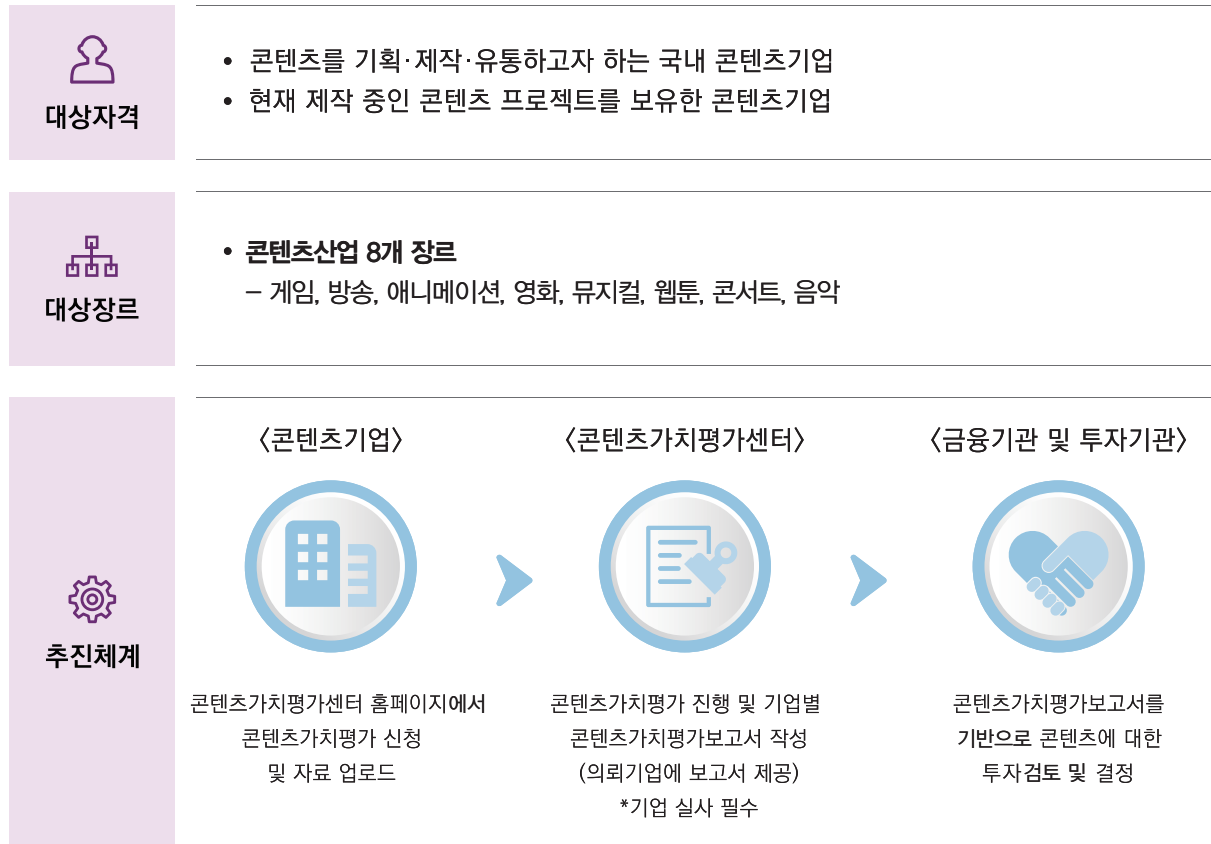 대상자격
• 콘텐츠를 기획·제작·유통하고자 하는 국내 콘텐츠기업
• 현재 제작 중인 콘텐츠 프로젝트를 보유한 콘텐츠기업
대상장르
• 콘텐츠산업 8개 장르
– 게임, 방송, 애니메이션, 영화, 뮤지컬, 웹툰, 콘서트, 음악
추진체계
〈콘텐츠기업〉
콘텐츠가치평가센터 홈페이지에서
콘텐츠가치평가 신청
및 자료 업로드
〈콘텐츠가치평가센터〉
콘텐츠가치평가 진행 및 기업별
콘텐츠가치평가보고서 작성
(의뢰기업에 보고서 제공)
*기업 실사 필수
〈금융기관 및 투자기관〉
콘텐츠가치평가보고서를
기반으로 콘텐츠에 대한
투자검토 및 결정